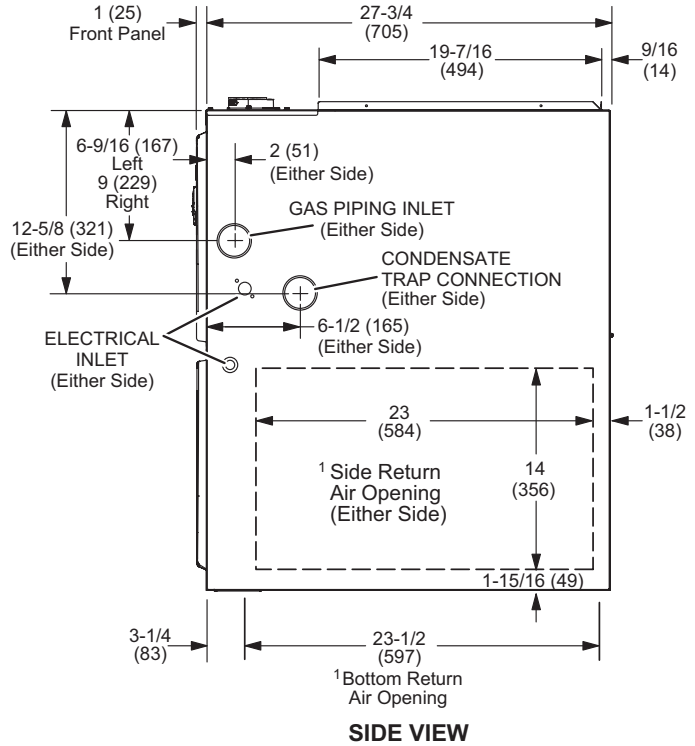 1 (25)
Front Panel
27-3/4
(705)
19-7/16
(494)
9/16
(14)
6-9/16 (167)
Left
9 (229)
Right
2 (51)
(Either Side)
12-5/8 (321)
(Either Side)
GAS PIPING INLET
(Either Side)
CONDENSATE
TRAP CONNECTION
(Either Side)
6-1/2 (165)
(Either Side)
ELECTRICAL
INLET
(Either Side)
23
(584)
1-1/2
(38)
1 Side Return
Air Opening
(Either Side)
14
(356)
1-15/16 (49)
3-1/4
(83)
23-1/2
(597)
1 Bottom Return
Air Opening
SIDE VIEW